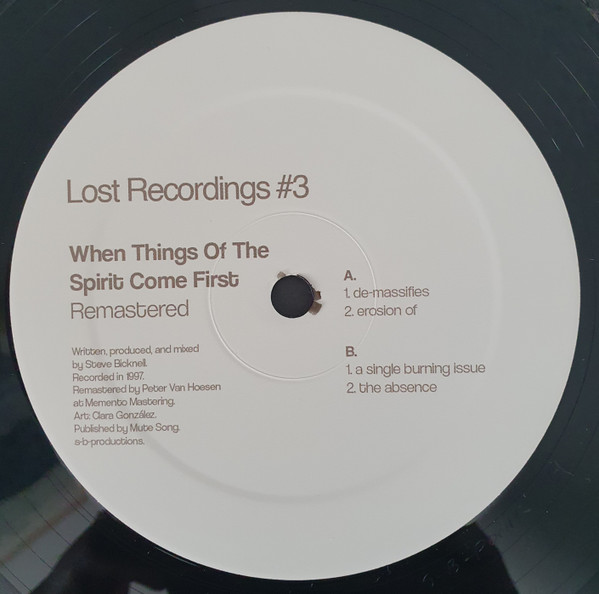 Lost Recordings #3
When Things Of The
Spirit Come First
Remastered
Written, produced, and mixed
by Steve Bicknell.
Recorded in 1997.
Remastered by Peter Van Hoesen
at Memento Mastering.
Art: Clara González.
Published by Mute Song.
s-b-productions.
A.
1. de-massifies
2. erosion of
B.
1. a single burning issue
2. the absence